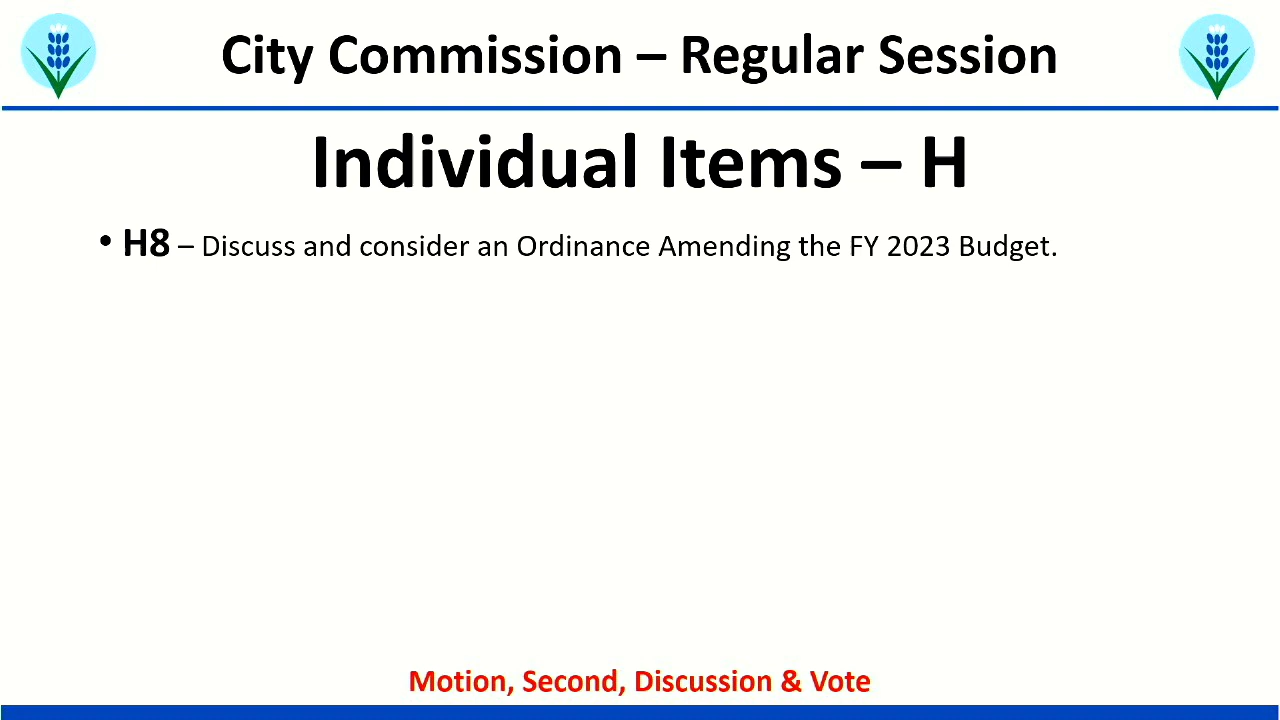 City Commission – Regular Session
Individual Items – H
• H8 – Discuss and consider an Ordinance Amending the FY 2023 Budget.
Motion, Second, Discussion & Vote